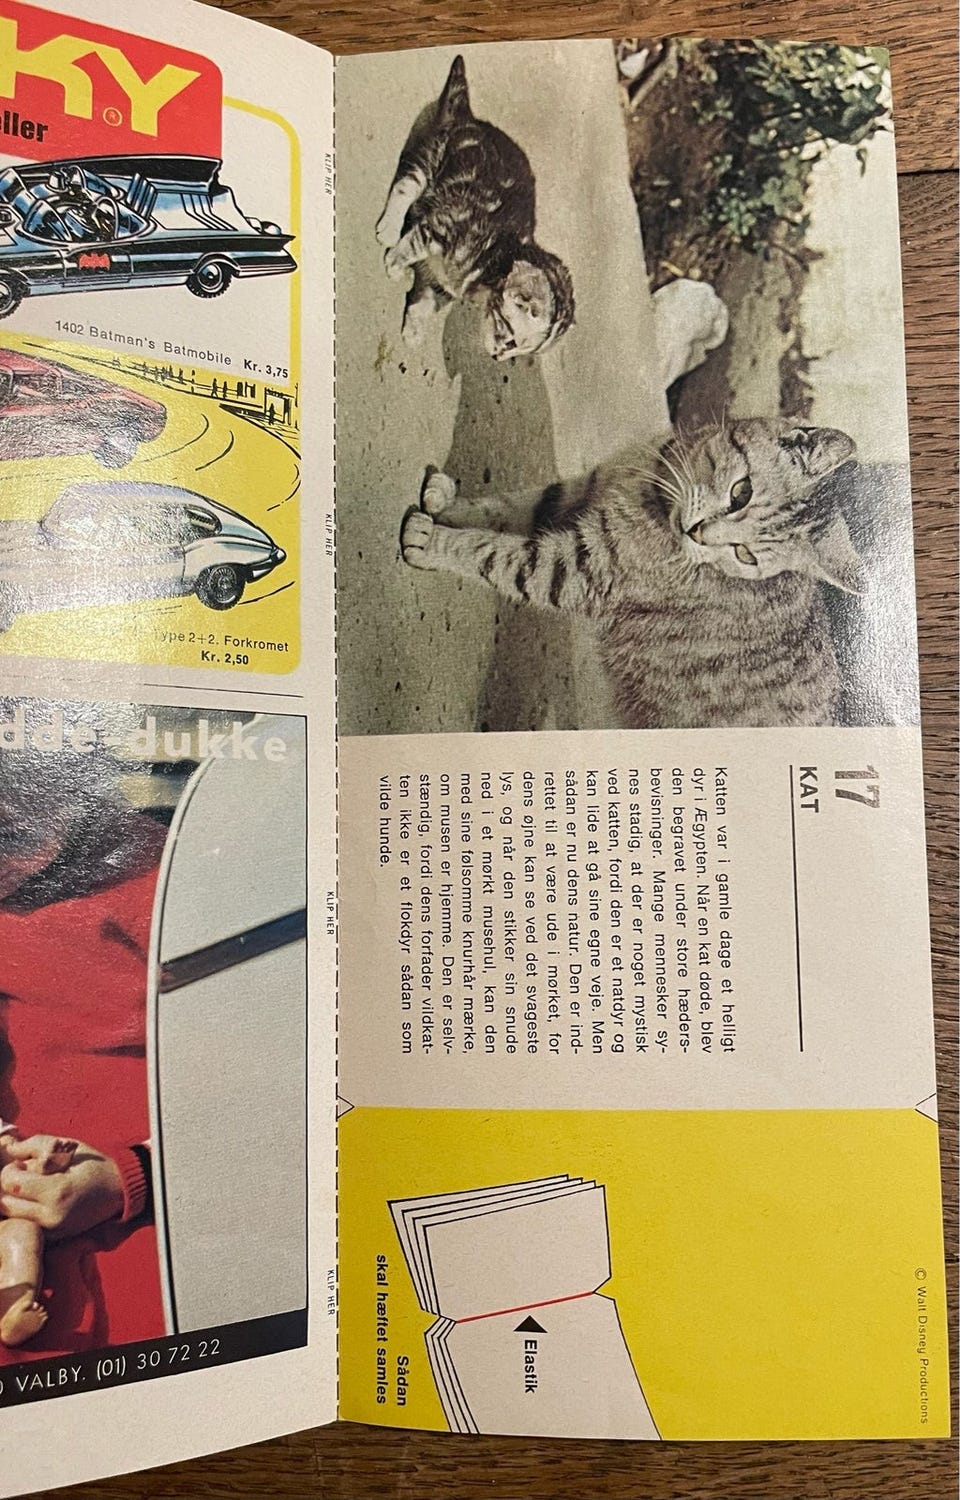 KY
®
ller
1402 Batman's Batmobile Kr. 3,75
ype 2+2. Forkromet
Kr. 2,50
dukke
VALBY. (01) 30 72 22
KLIP HER
KLIP HER
KLIP HER
KLIP HER
17
KAT
Katten var i gamle dage et helligt
dyr i Ægypten. Når en kat døde, blev
den begravet under store hæders-
bevisninger. Mange mennesker sy-
nes stadig, at der er noget mystisk
ved katten, fordi den er et natdyr og
kan lide at gå sine egne veje. Men
sådan er nu dens natur. Den er ind-
rettet til at være ude i mørket, for
dens øjne kan se ved det svageste
lys, og når den stikker sin snude
ned i et mørkt musehul, kan den
med sine følsomme knurhår mærke,
om musen er hjemme. Den er selv-
stændig, fordi dens forfader vildkat-
ten ikke er et flokdyr sådan som
vilde hunde.
© Walt Disney Productions
Elastik
Sådan
skal hæftet samles